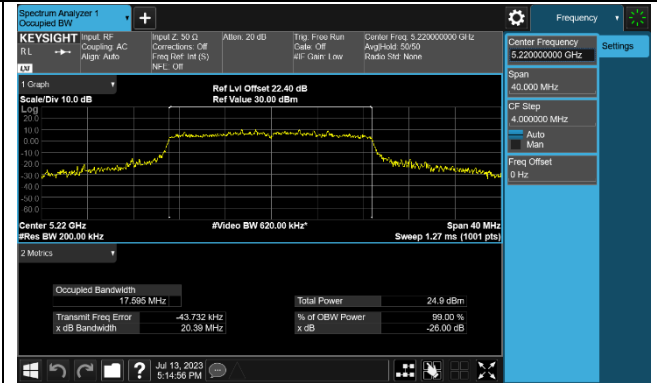 Spectrum Analyzer 1
Occupied BW
Frequency
KEYSIGHT
RL
LXI
Input: RF
Coupling: AC
Align: Auto
Input Z: 50 Ω
Corrections: Off
Freq Ref: Int (S)
NFE: Off
Atten: 20 dB
Trig: Free Run
Gate: Off
#IF Gain: Low
Center Freq: 5.220000000 GHz
Avg|Hold: 50/50
Radio Std: None
Center Frequency
5.220000000 GHz
Settings
Span
40.000 MHz
CF Step
4.000000 MHz
Auto
Man
Freq Offset
0 Hz
1 Graph
Scale/Div 10.0 dB
Ref Lvl Offset 22.40 dB
Ref Value 30.00 dBm
Log
20.0
10.0
0.00
-10.0
-20.0
-30.0
-40.0
-50.0
-60.0
Center 5.22 GHz
#Video BW 620.00 kHz*
Span 40 MHz
#Res BW 200.00 kHz
Sweep 1.27 ms (1001 pts)
2 Metrics
Occupied Bandwidth
17.595 MHz
Total Power 24.9 dBm
Transmit Freq Error -43.732 kHz
% of OBW Power 99.00 %
x dB Bandwidth 20.39 MHz
x dB -26.00 dB
?
Jul 13, 2023
5:14:56 PM